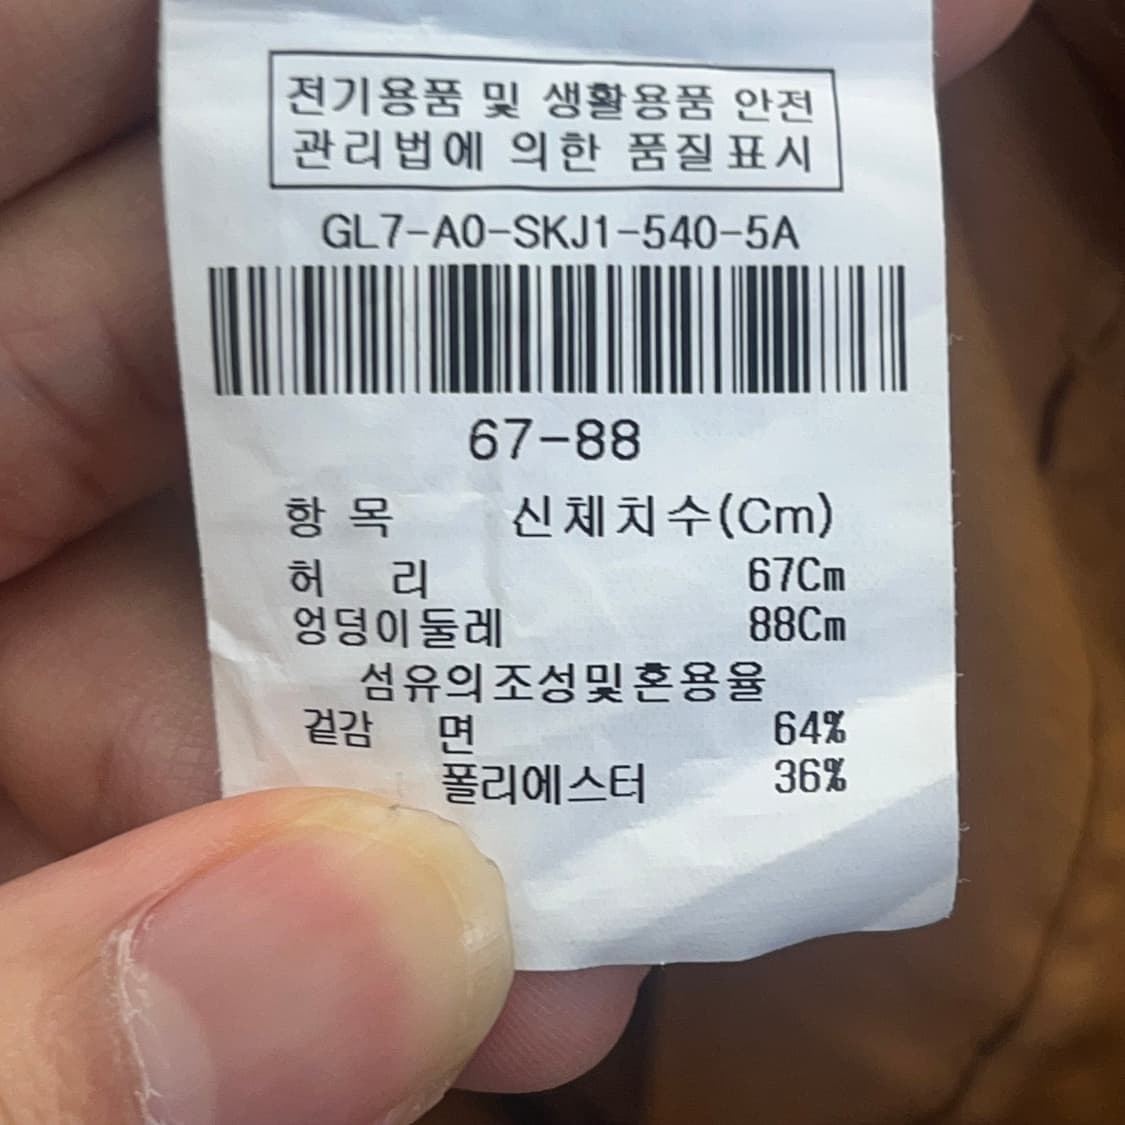 전기용품 및 생활용품 안전
관리법에 의한 품질표시
GL7-A0-SKJ1-540-5A
67-88
항 목 신체치수(Cm)
허 리 67Cm
엉덩이둘레 88Cm
섬유의조성및혼용율
겉감 면 64%
폴리에스터 36%